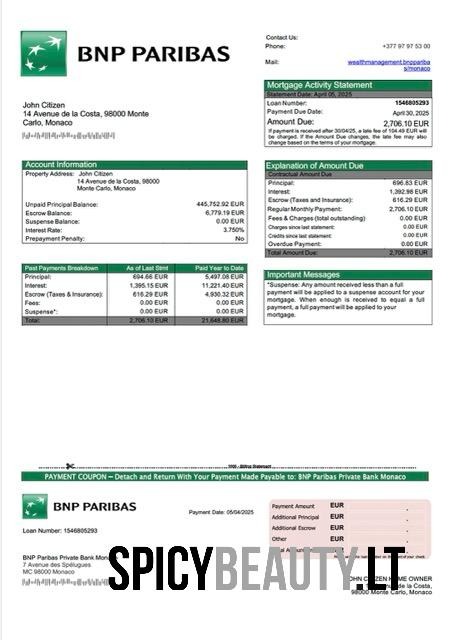 BNP PARIBAS
Contact Us:
Phone: +377 97 97 53 00
Mail: wealthmanagement.bnppariba
s/monaco
Mortgage Activity Statement
Statement Date: April 05, 2025
Loan Number: 1546805293
Payment Due Date: April 30, 2025
Amount Due: 2,706.10 EUR
If payment is received after 30/04/25, a late fee of 104.49 EUR will
be charged. If the Amount Due changes, the late fee may also
change based on the terms of your mortgage.
John Citizen
14 Avenue de la Costa, 98000 Monte
Carlo, Monaco
Account Information
Property Address: John Citizen
14 Avenue de la Costa, 98000
Monte Carlo, Monaco
Unpaid Principal Balance: 445,752.92 EUR
Escrow Balance: 6,779.19 EUR
Suspense Balance: 0.00 EUR
Interest Rate: 3.750%
Prepayment Penalty: No
Explanation of Amount Due
Contractual Amount Due
Principal: 696.83 EUR
Interest: 1,392.98 EUR
Escrow (Taxes and Insurance): 616.29 EUR
Regular Monthly Payment: 2,706.10 EUR
Fees & Charges (total outstanding) 0.00 EUR
Charges since last statement: 0.00 EUR
Credits since last statement: 0.00 EUR
Overdue Payment: 0.00 EUR
Total Amount Due: 2,706.10 EUR
Past Payments Breakdown As of Last Stmt Paid Year to Date
Principal: 694.66 EUR 5,497.08 EUR
Interest: 1,395.15 EUR 11,221.40 EUR
Escrow (Taxes & Insurance): 616.29 EUR 4,930.32 EUR
Fees: 0.00 EUR 0.00 EUR
Suspense*: 0.00 EUR 0.00 EUR
Total: 2,706.10 EUR 21,648.80 EUR
Important Messages
*Suspense: Any amount received less than a full
payment will be applied to a suspense account for your
mortgage. When enough is received to equal a full
payment, a full payment will be applied to your
mortgage.
PAYMENT COUPON – Detach and Return With Your Payment Made Payable to: BNP Paribas Private Bank Monaco
BNP PARIBAS
Payment Date: 05/04/2025
Loan Number: 1546805293
Payment Amount EUR
Additional Principal EUR
Additional Escrow EUR
Other EUR
BNP Paribas Private Bank
7 Avenue des Spélugues
MC 98000 Monaco
SPICYBEAUTY.LT
JOHN CITIZEN HOME OWNER
14 Avenue de la Costa,
98000 Monte Carlo, Monaco